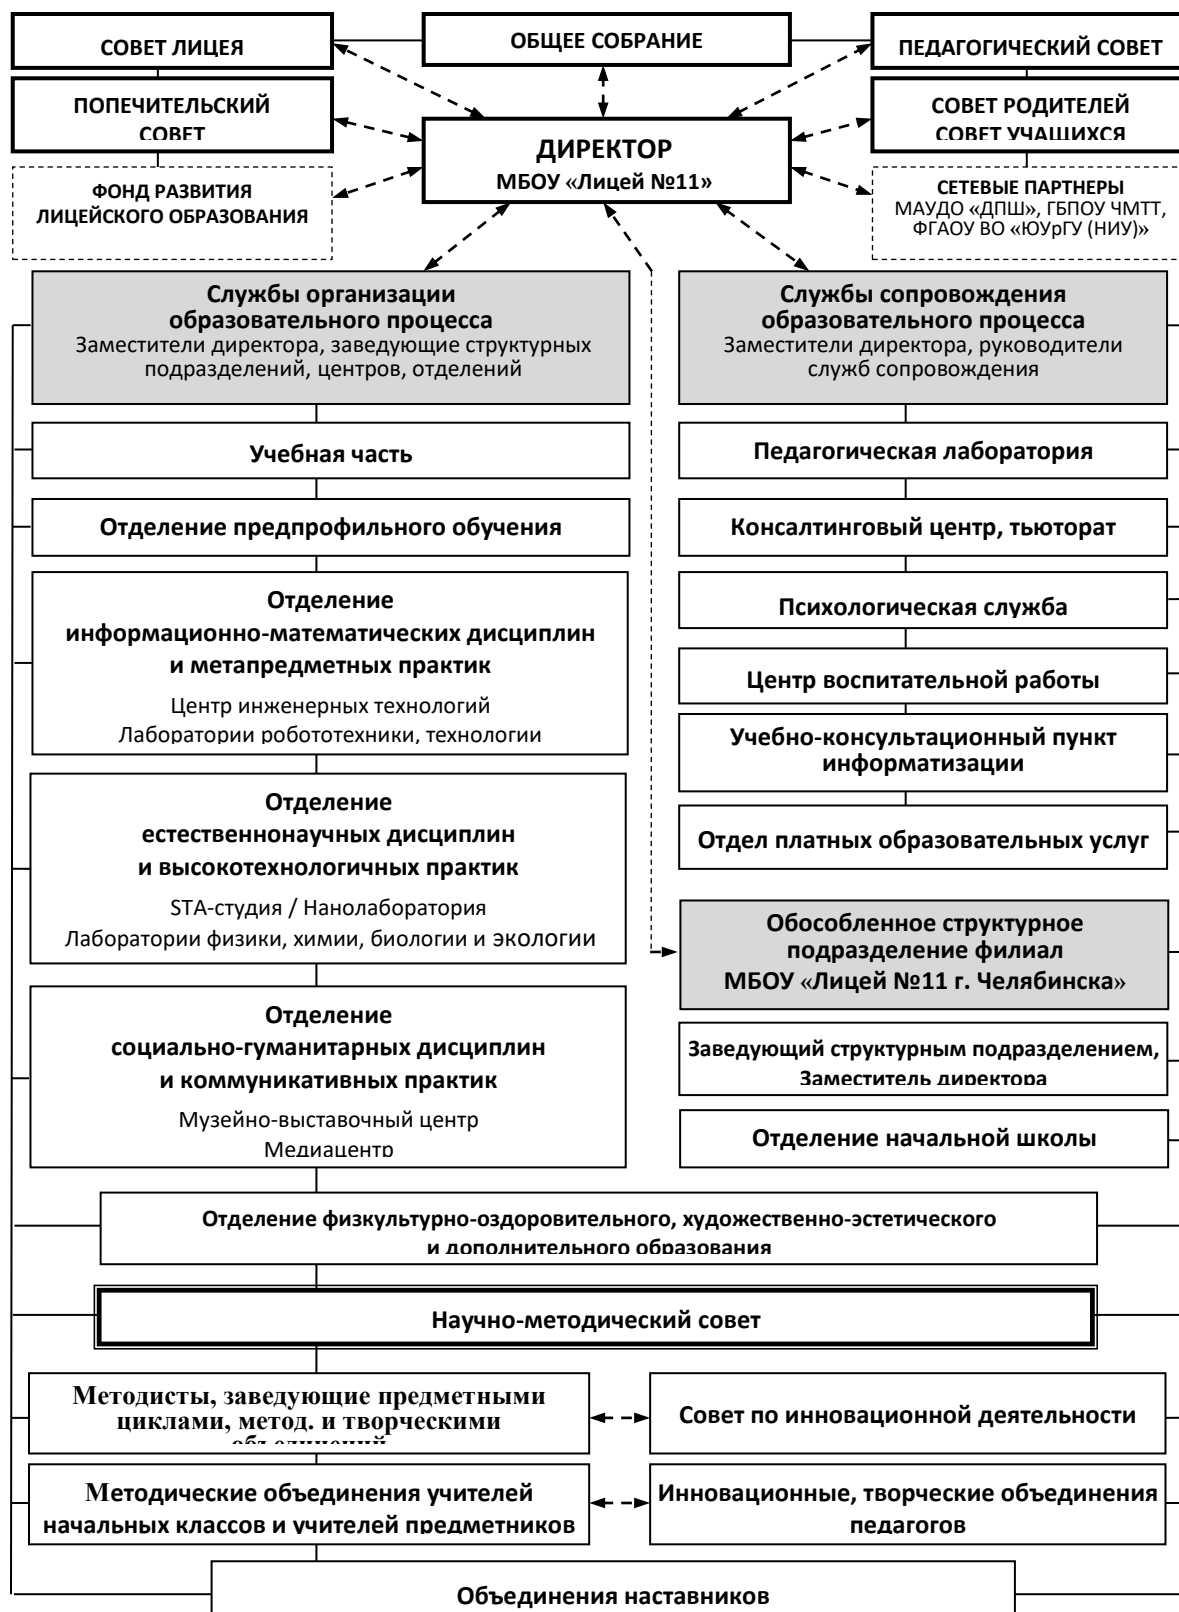 СОВЕТ ЛИЦЕЯ
ОБЩЕЕ СОБРАНИЕ
ПЕДАГОГИЧЕСКИЙ СОВЕТ
ПОПЕЧИТЕЛЬСКИЙ
СОВЕТ
СОВЕТ РОДИТЕЛЕЙ
СОВЕТ УЧАЩИХСЯ
ДИРЕКТОР
МБОУ «Лицей №11»
ФОНД РАЗВИТИЯ
ЛИЦЕЙСКОГО ОБРАЗОВАНИЯ
СЕТЕВЫЕ ПАРТНЕРЫ
МАУДО «ДПШ», ГБПОУ ЧМТТ,
ФГАОУ ВО «ЮУрГУ (НИУ)»
Службы организации
образовательного процесса
Заместители директора, заведующие структурных
подразделений, центров, отделений
Учебная часть
Отделение предпрофильного обучения
Отделение
информационно-математических дисциплин
и метапредметных практик
Центр инженерных технологий
Лаборатории робототехники, технологии
Отделение
естественнонаучных дисциплин
и высокотехнологичных практик
STA-студия / Нанолаборатория
Лаборатории физики, химии, биологии и экологии
Отделение
социально-гуманитарных дисциплин
и коммуникативных практик
Музейно-выставочный центр
Медиацентр
Службы сопровождения
образовательного процесса
Заместители директора, руководители
служб сопровождения
Педагогическая лаборатория
Консалтинговый центр, тьюторат
Психологическая служба
Центр воспитательной работы
Учебно-консультационный пункт
информатизации
Отдел платных образовательных услуг
Обособленное структурное
подразделение филиал
МБОУ «Лицей №11 г. Челябинска»
Заведующий структурным подразделением,
Заместитель директора
Отделение начальной школы
Отделение физкультурно-оздоровительного, художественно-эстетического
и дополнительного образования
Научно-методический совет
Методисты, заведующие предметными
циклами, метод. и творческими
объединений
Совет по инновационной деятельности
Методические объединения учителей
начальных классов и учителей предметников
Инновационные, творческие объединения
педагогов
Объединения наставников